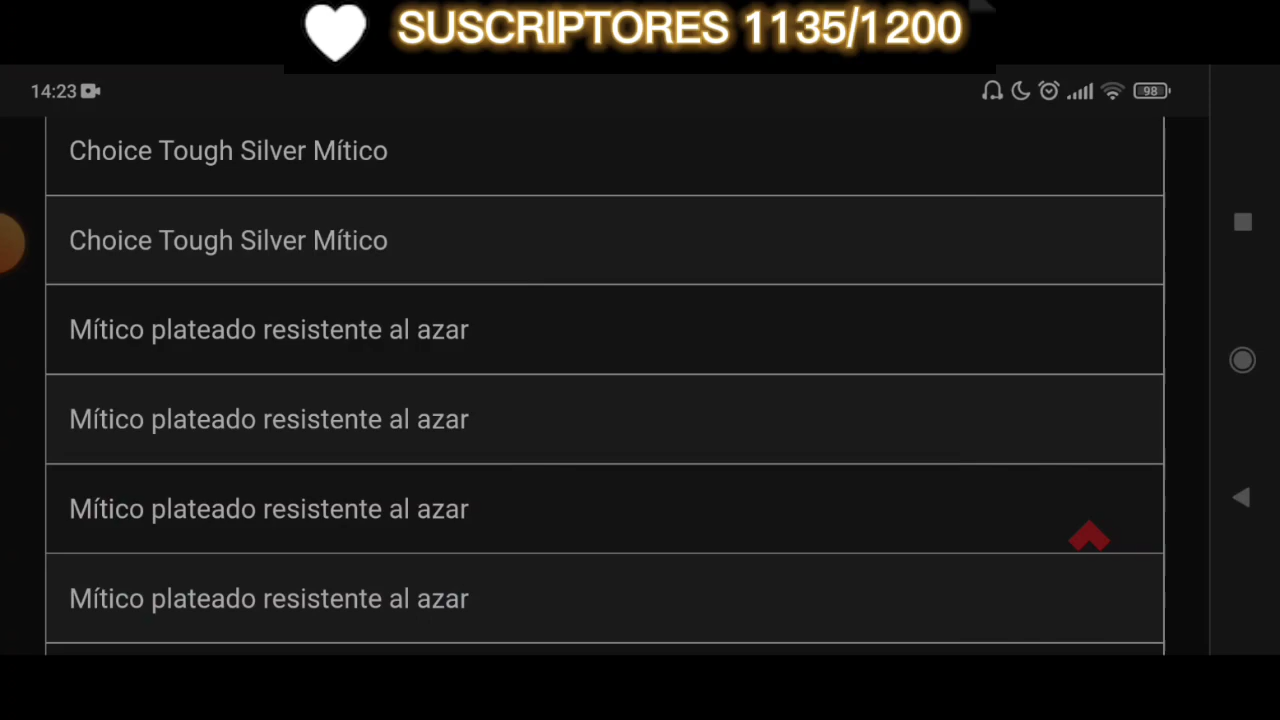 SUSCRIPTORES 1135/1200
14:23
98
Choice Tough Silver Mítico
Choice Tough Silver Mítico
Mítico plateado resistente al azar
Mítico plateado resistente al azar
Mítico plateado resistente al azar
Mítico plateado resistente al azar